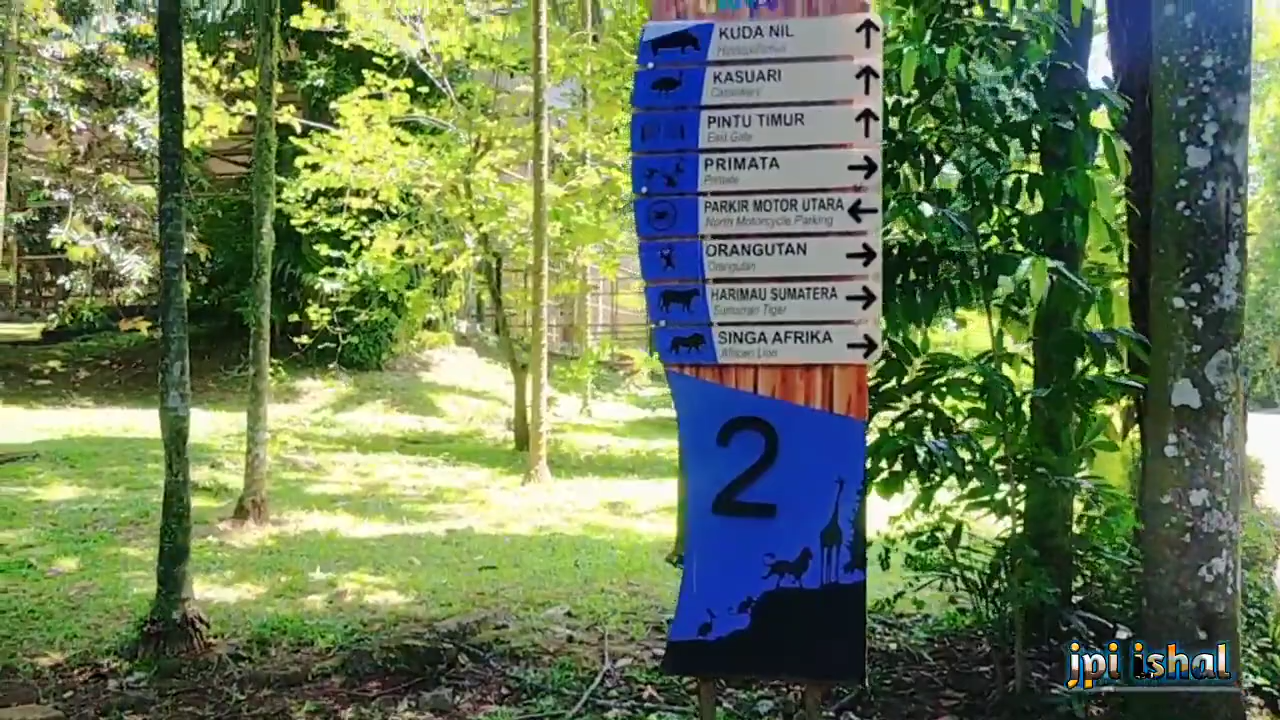 KUDA NIL
Hippopotamus
KASUARI
Cassowary
PINTU TIMUR
East Gate
PRIMATA
Primate
PARKIR MOTOR UTARA
North Motorcycle Parking
ORANGUTAN
Orangutan
HARIMAU SUMATERA
Sumatran Tiger
SINGA AFRIKA
African Lion
2
jpi ishal